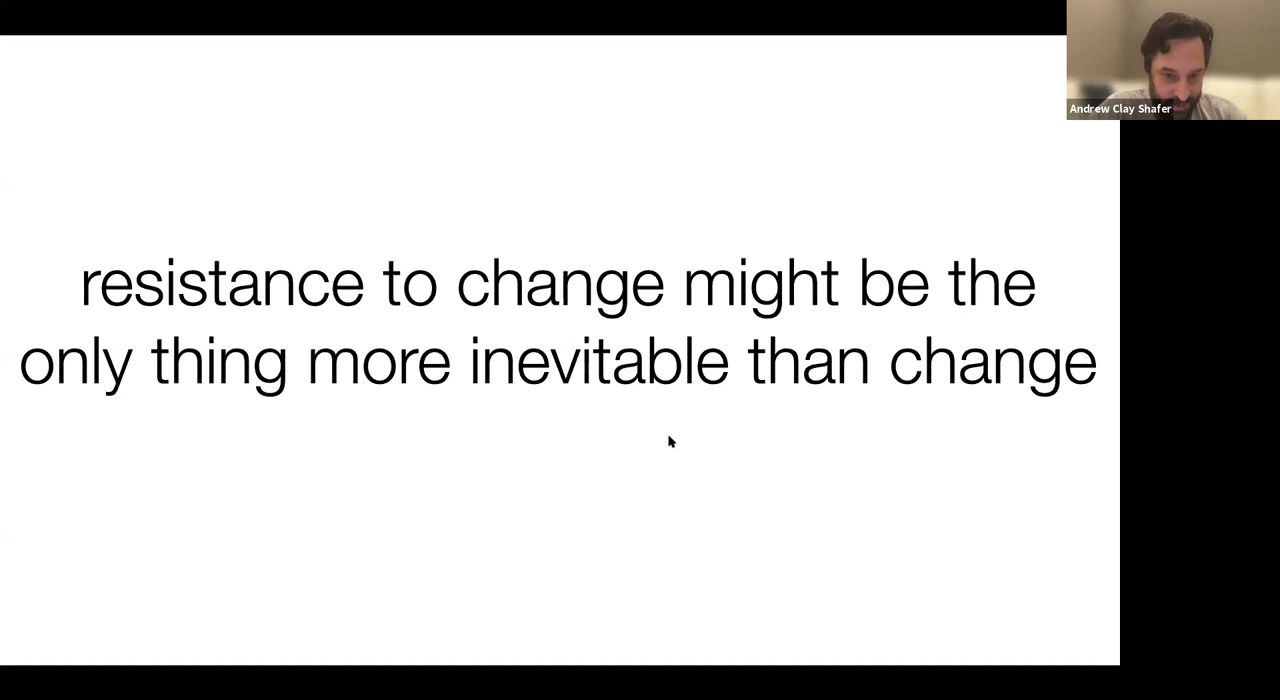 Andrew Clay Shafer
resistance to change might be the
only thing more inevitable than change